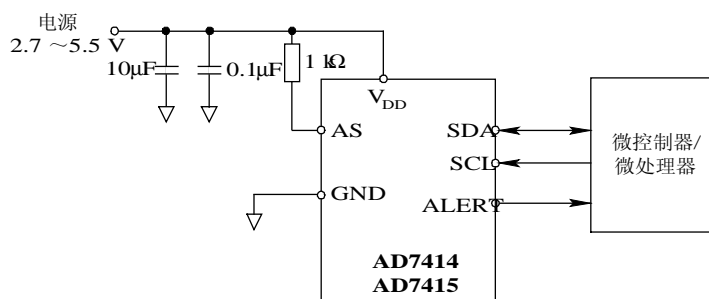 电源
2.7 ～5.5 V
10μF
0.1μF
1 kΩ
V_DD
AS
SDA
SCL
GND
ALERT
微控制器/
微处理器
AD7414
AD7415